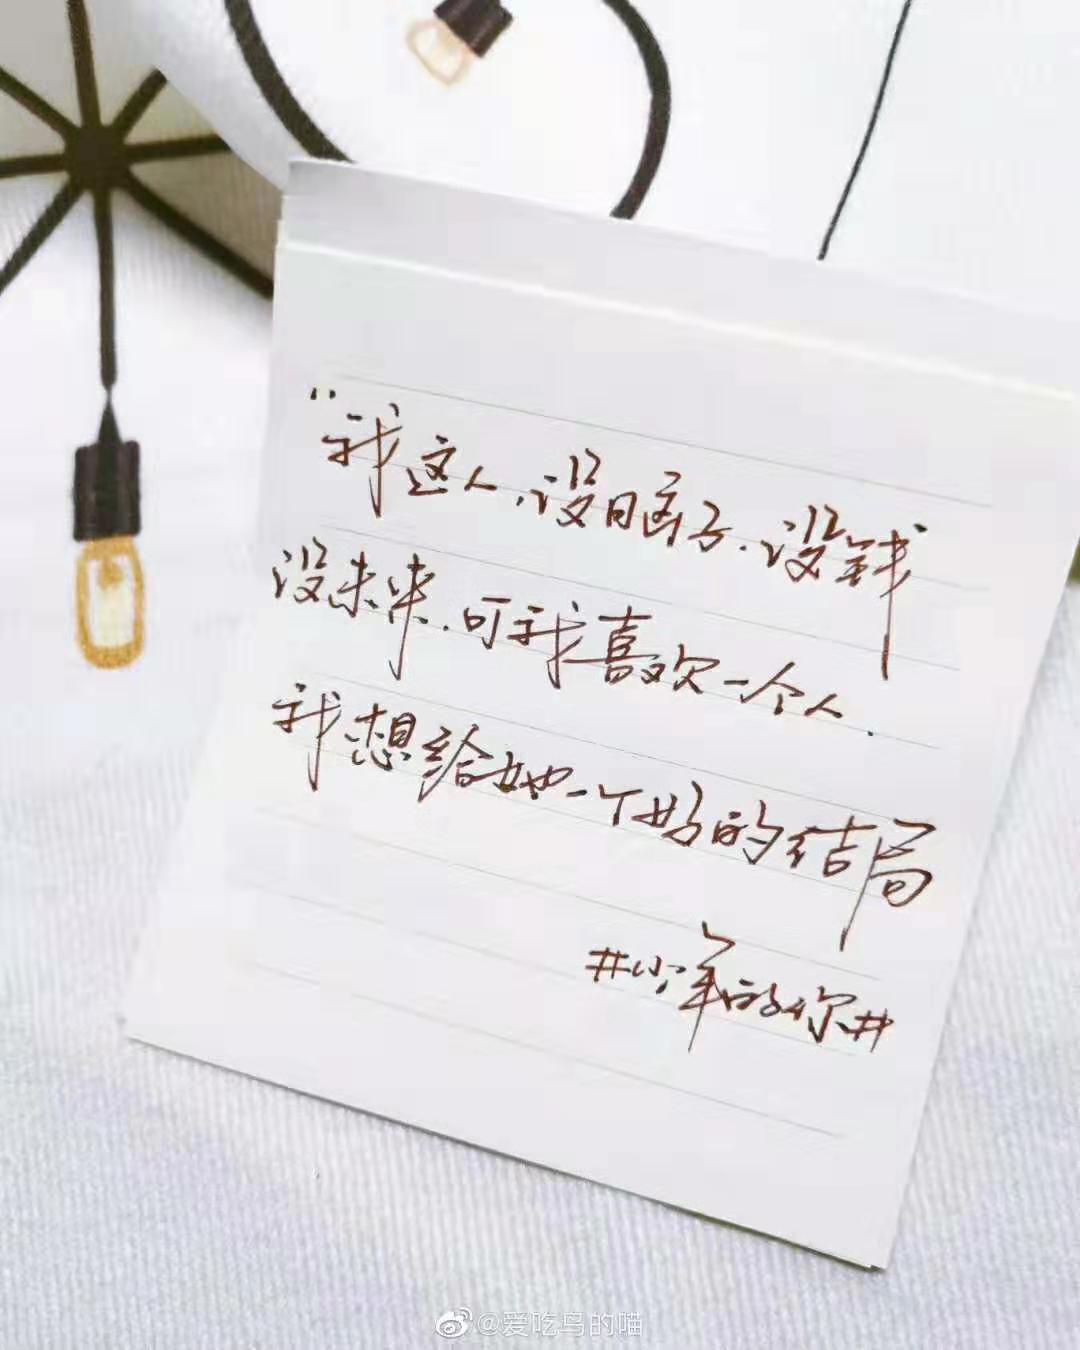 “我这人.没脑子.没钱
没未来.可我喜欢一个人.
我想给她一个好的结局
#少年的你#
@爱吃鸟的喵